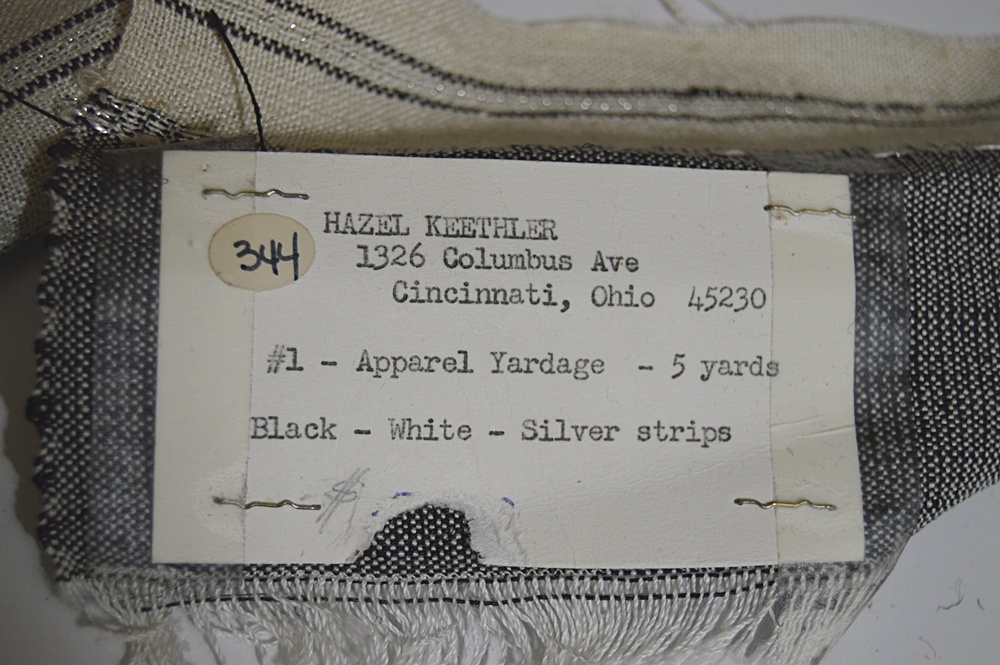 344
HAZEL KEETHLER
1326 Columbus Ave
Cincinnati, Ohio 45230
#1 - Apparel Yardage - 5 yards
Black - White - Silver strips
$